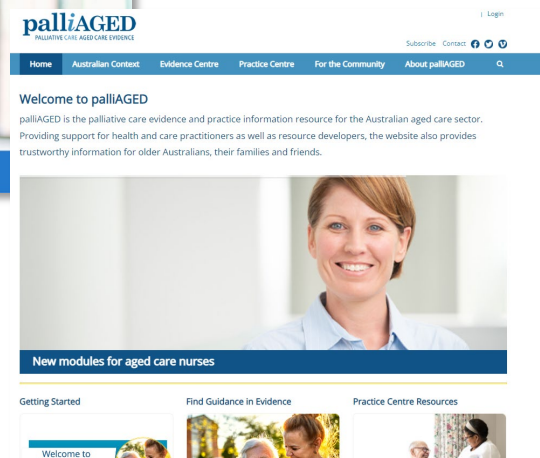 palliAGED
PALLIATIVE CARE AGED CARE EVIDENCE
| Login
Subscribe Contact
Home Australian Context Evidence Centre Practice Centre For the Community About palliAGED
Welcome to palliAGED
palliAGED is the palliative care evidence and practice information resource for the Australian aged care sector.
Providing support for health and care practitioners as well as resource developers, the website also provides
trustworthy information for older Australians, their families and friends.
New modules for aged care nurses
Getting Started Find Guidance in Evidence Practice Centre Resources
Welcome to